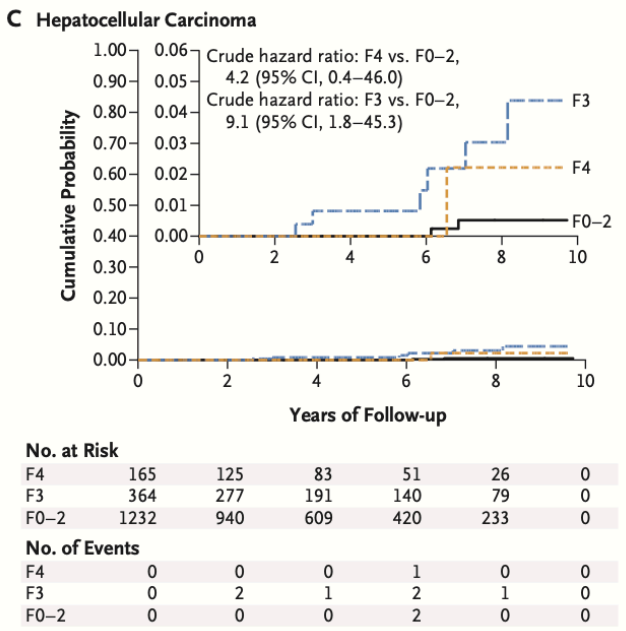 C Hepatocellular Carcinoma
Cumulative Probability
1.00
0.90
0.80
0.70
0.60
0.50
0.40
0.30
0.20
0.10
0.00
0.06
0.05
0.04
0.03
0.02
0.01
0.00
Crude hazard ratio: F4 vs. F0–2,
4.2 (95% CI, 0.4–46.0)
Crude hazard ratio: F3 vs. F0–2,
9.1 (95% CI, 1.8–45.3)
F3
F4
F0–2
0 2 4 6 8 10
0 2 4 6 8 10
Years of Follow-up
No. at Risk
F4 165 125 83 51 26 0
F3 364 277 191 140 79 0
F0–2 1232 940 609 420 233 0
No. of Events
F4 0 0 0 1 0 0
F3 0 2 1 2 1 0
F0–2 0 0 0 2 0 0